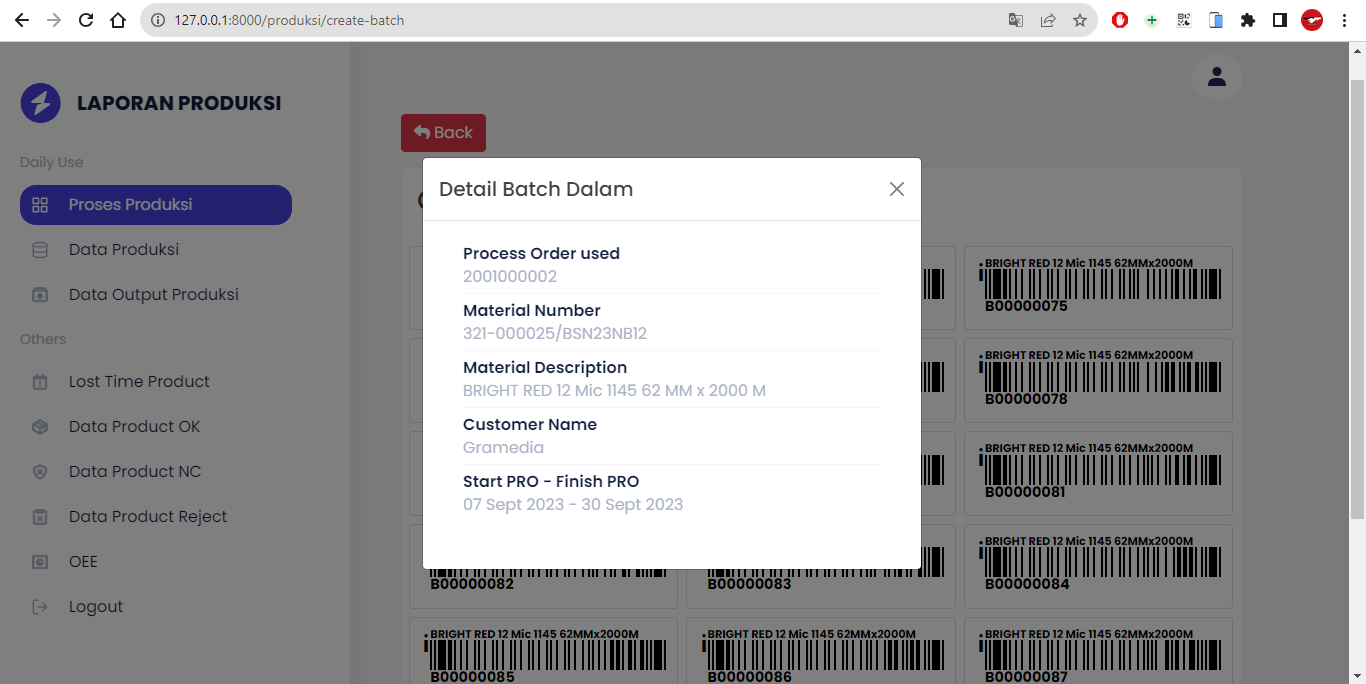 127.0.0.1:8000/produksi/create-batch
LAPORAN PRODUKSI
Daily Use
Proses Produksi
Data Produksi
Data Output Produksi
Others
Lost Time Product
Data Product OK
Data Product NC
Data Product Reject
OEE
Logout
Back
Detail Batch Dalam
Process Order used
2001000002
Material Number
321-000025/BSN23NB12
Material Description
BRIGHT RED 12 Mic 1145 62 MM x 2000 M
Customer Name
Gramedia
Start PRO - Finish PRO
07 Sept 2023 - 30 Sept 2023
BRIGHT RED 12 Mic 1145 62MMx2000M
B00000075
BRIGHT RED 12 Mic 1145 62MMx2000M
B00000078
BRIGHT RED 12 Mic 1145 62MMx2000M
B00000081
B00000082
B00000083
BRIGHT RED 12 Mic 1145 62MMx2000M
B00000084
BRIGHT RED 12 Mic 1145 62MMx2000M
B00000085
BRIGHT RED 12 Mic 1145 62MMx2000M
B00000086
BRIGHT RED 12 Mic 1145 62MMx2000M
B00000087